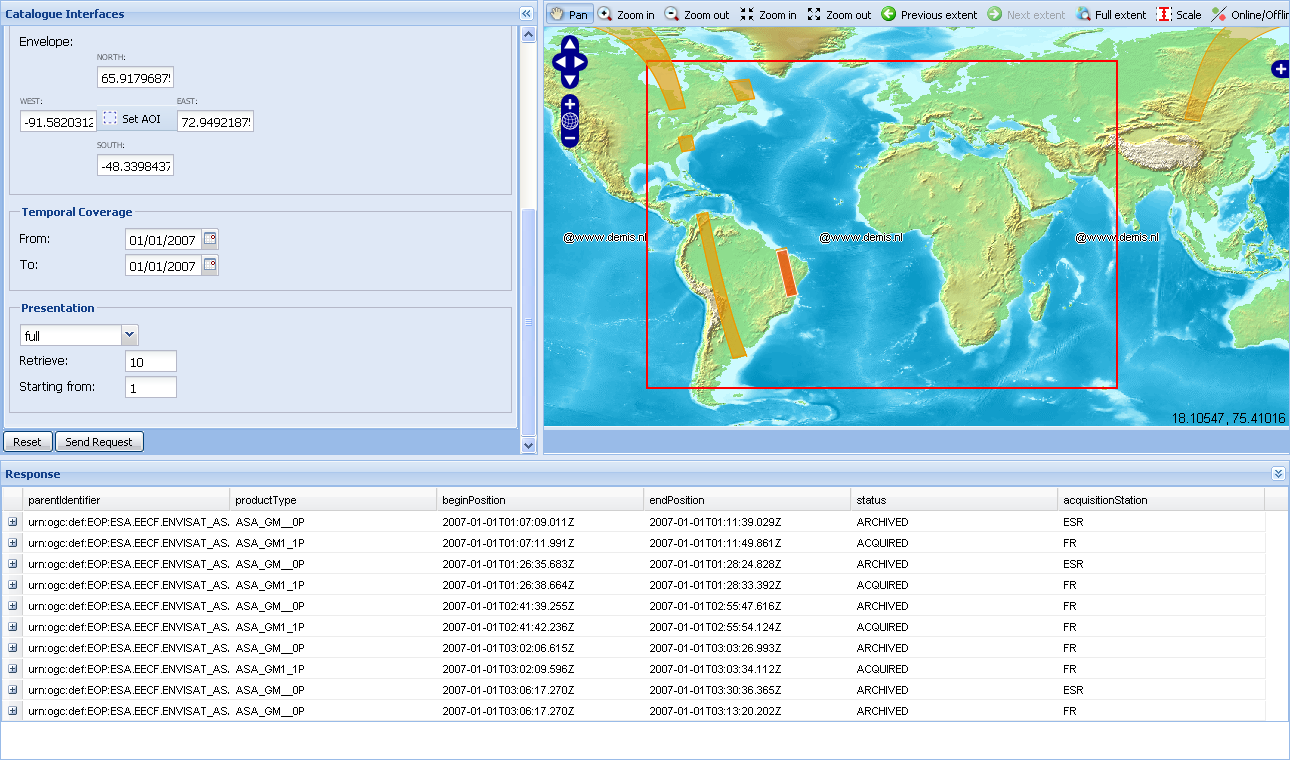 Catalogue Interfaces
Envelope:
NORTH:
65.9179687
WEST:
EAST:
-91.5820312
Set AOI
72.9492187
SOUTH:
-48.3398437
Temporal Coverage
From:
01/01/2007
To:
01/01/2007
Presentation
full
Retrieve:
10
Starting from:
1
Reset
Send Request
Pan Zoom in Zoom out Zoom in Zoom out Previous extent Next extent Full extent Scale Online/Offlin
@www.demis.nl @www.demis.nl @www.demis.nl
18.10547, 75.41016
Response
parentIdentifier productType beginPosition endPosition status acquisitionStation
urn:ogc:def:EOP:ESA.EECF.ENVISAT_AS. ASA_GM__0P 2007-01-01T01:07:09.011Z 2007-01-01T01:11:39.029Z ARCHIVED ESR
urn:ogc:def:EOP:ESA.EECF.ENVISAT_AS. ASA_GM1_1P 2007-01-01T01:07:11.991Z 2007-01-01T01:11:49.861Z ACQUIRED FR
urn:ogc:def:EOP:ESA.EECF.ENVISAT_AS. ASA_GM__0P 2007-01-01T01:26:35.683Z 2007-01-01T01:28:24.828Z ARCHIVED ESR
urn:ogc:def:EOP:ESA.EECF.ENVISAT_AS. ASA_GM1_1P 2007-01-01T01:26:38.664Z 2007-01-01T01:28:33.392Z ACQUIRED FR
urn:ogc:def:EOP:ESA.EECF.ENVISAT_AS. ASA_GM__0P 2007-01-01T02:41:39.255Z 2007-01-01T02:55:47.616Z ARCHIVED FR
urn:ogc:def:EOP:ESA.EECF.ENVISAT_AS. ASA_GM1_1P 2007-01-01T02:41:42.236Z 2007-01-01T02:55:54.124Z ACQUIRED FR
urn:ogc:def:EOP:ESA.EECF.ENVISAT_AS. ASA_GM__0P 2007-01-01T03:02:06.615Z 2007-01-01T03:03:26.993Z ARCHIVED FR
urn:ogc:def:EOP:ESA.EECF.ENVISAT_AS. ASA_GM1_1P 2007-01-01T03:02:09.596Z 2007-01-01T03:03:34.112Z ACQUIRED FR
urn:ogc:def:EOP:ESA.EECF.ENVISAT_AS. ASA_GM__0P 2007-01-01T03:06:17.270Z 2007-01-01T03:30:36.365Z ARCHIVED ESR
urn:ogc:def:EOP:ESA.EECF.ENVISAT_AS. ASA_GM__0P 2007-01-01T03:06:17.270Z 2007-01-01T03:13:20.202Z ARCHIVED FR